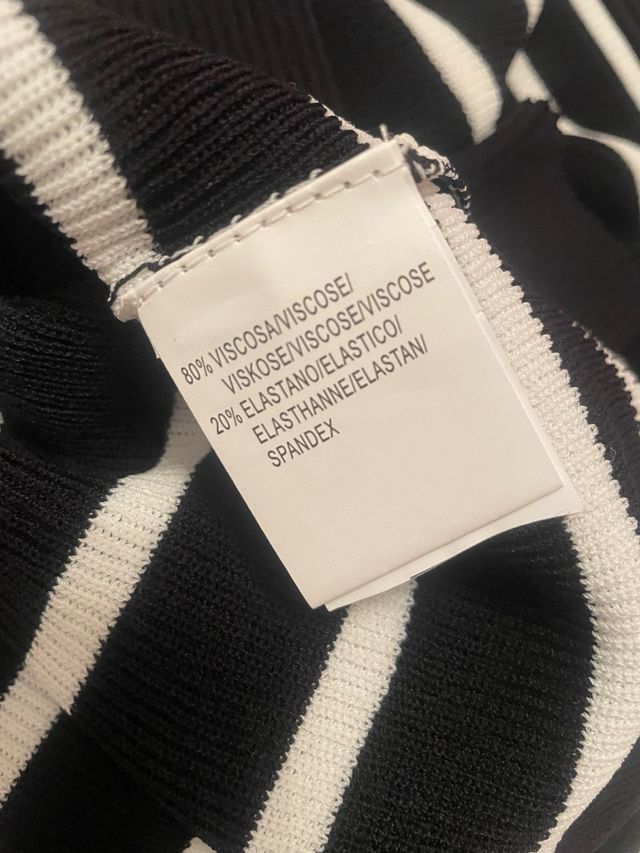 80% VISCOSA/VISCOSE/
VISKOSE/VISCOSE/VISCOSE
20% ELASTANO/ELASTICO/
ELASTHANNE/ELASTAN/
SPANDEX